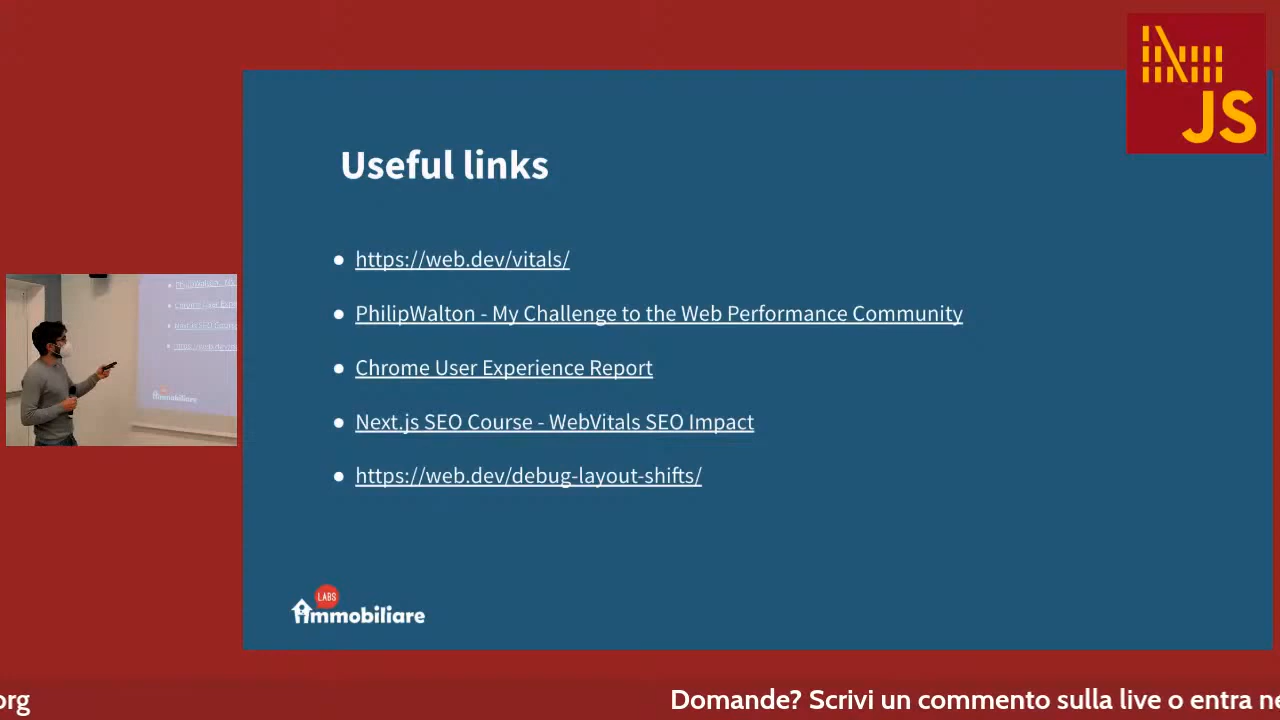 JS
Useful links
https://web.dev/vitals/
PhilipWalton - My Challenge to the Web Performance Community
Chrome User Experience Report
Next.js SEO Course - WebVitals SEO Impact
https://web.dev/debug-layout-shifts/
LABS
immobiliare
org
Domande? Scrivi un commento sulla live o entra ne